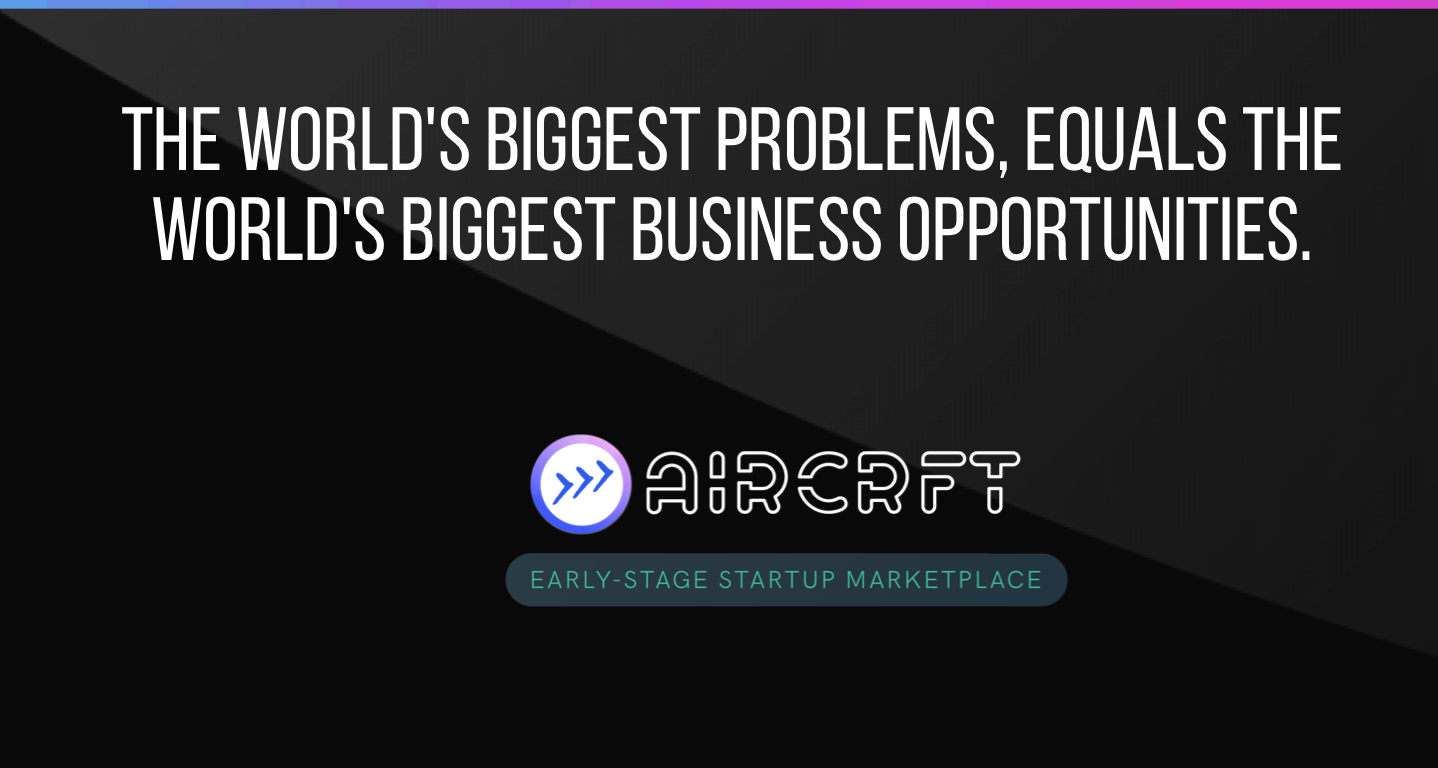 THE WORLD'S BIGGEST PROBLEMS, EQUALS THE
WORLD'S BIGGEST BUSINESS OPPORTUNITIES.
AIRCRFT
EARLY-STAGE STARTUP MARKETPLACE